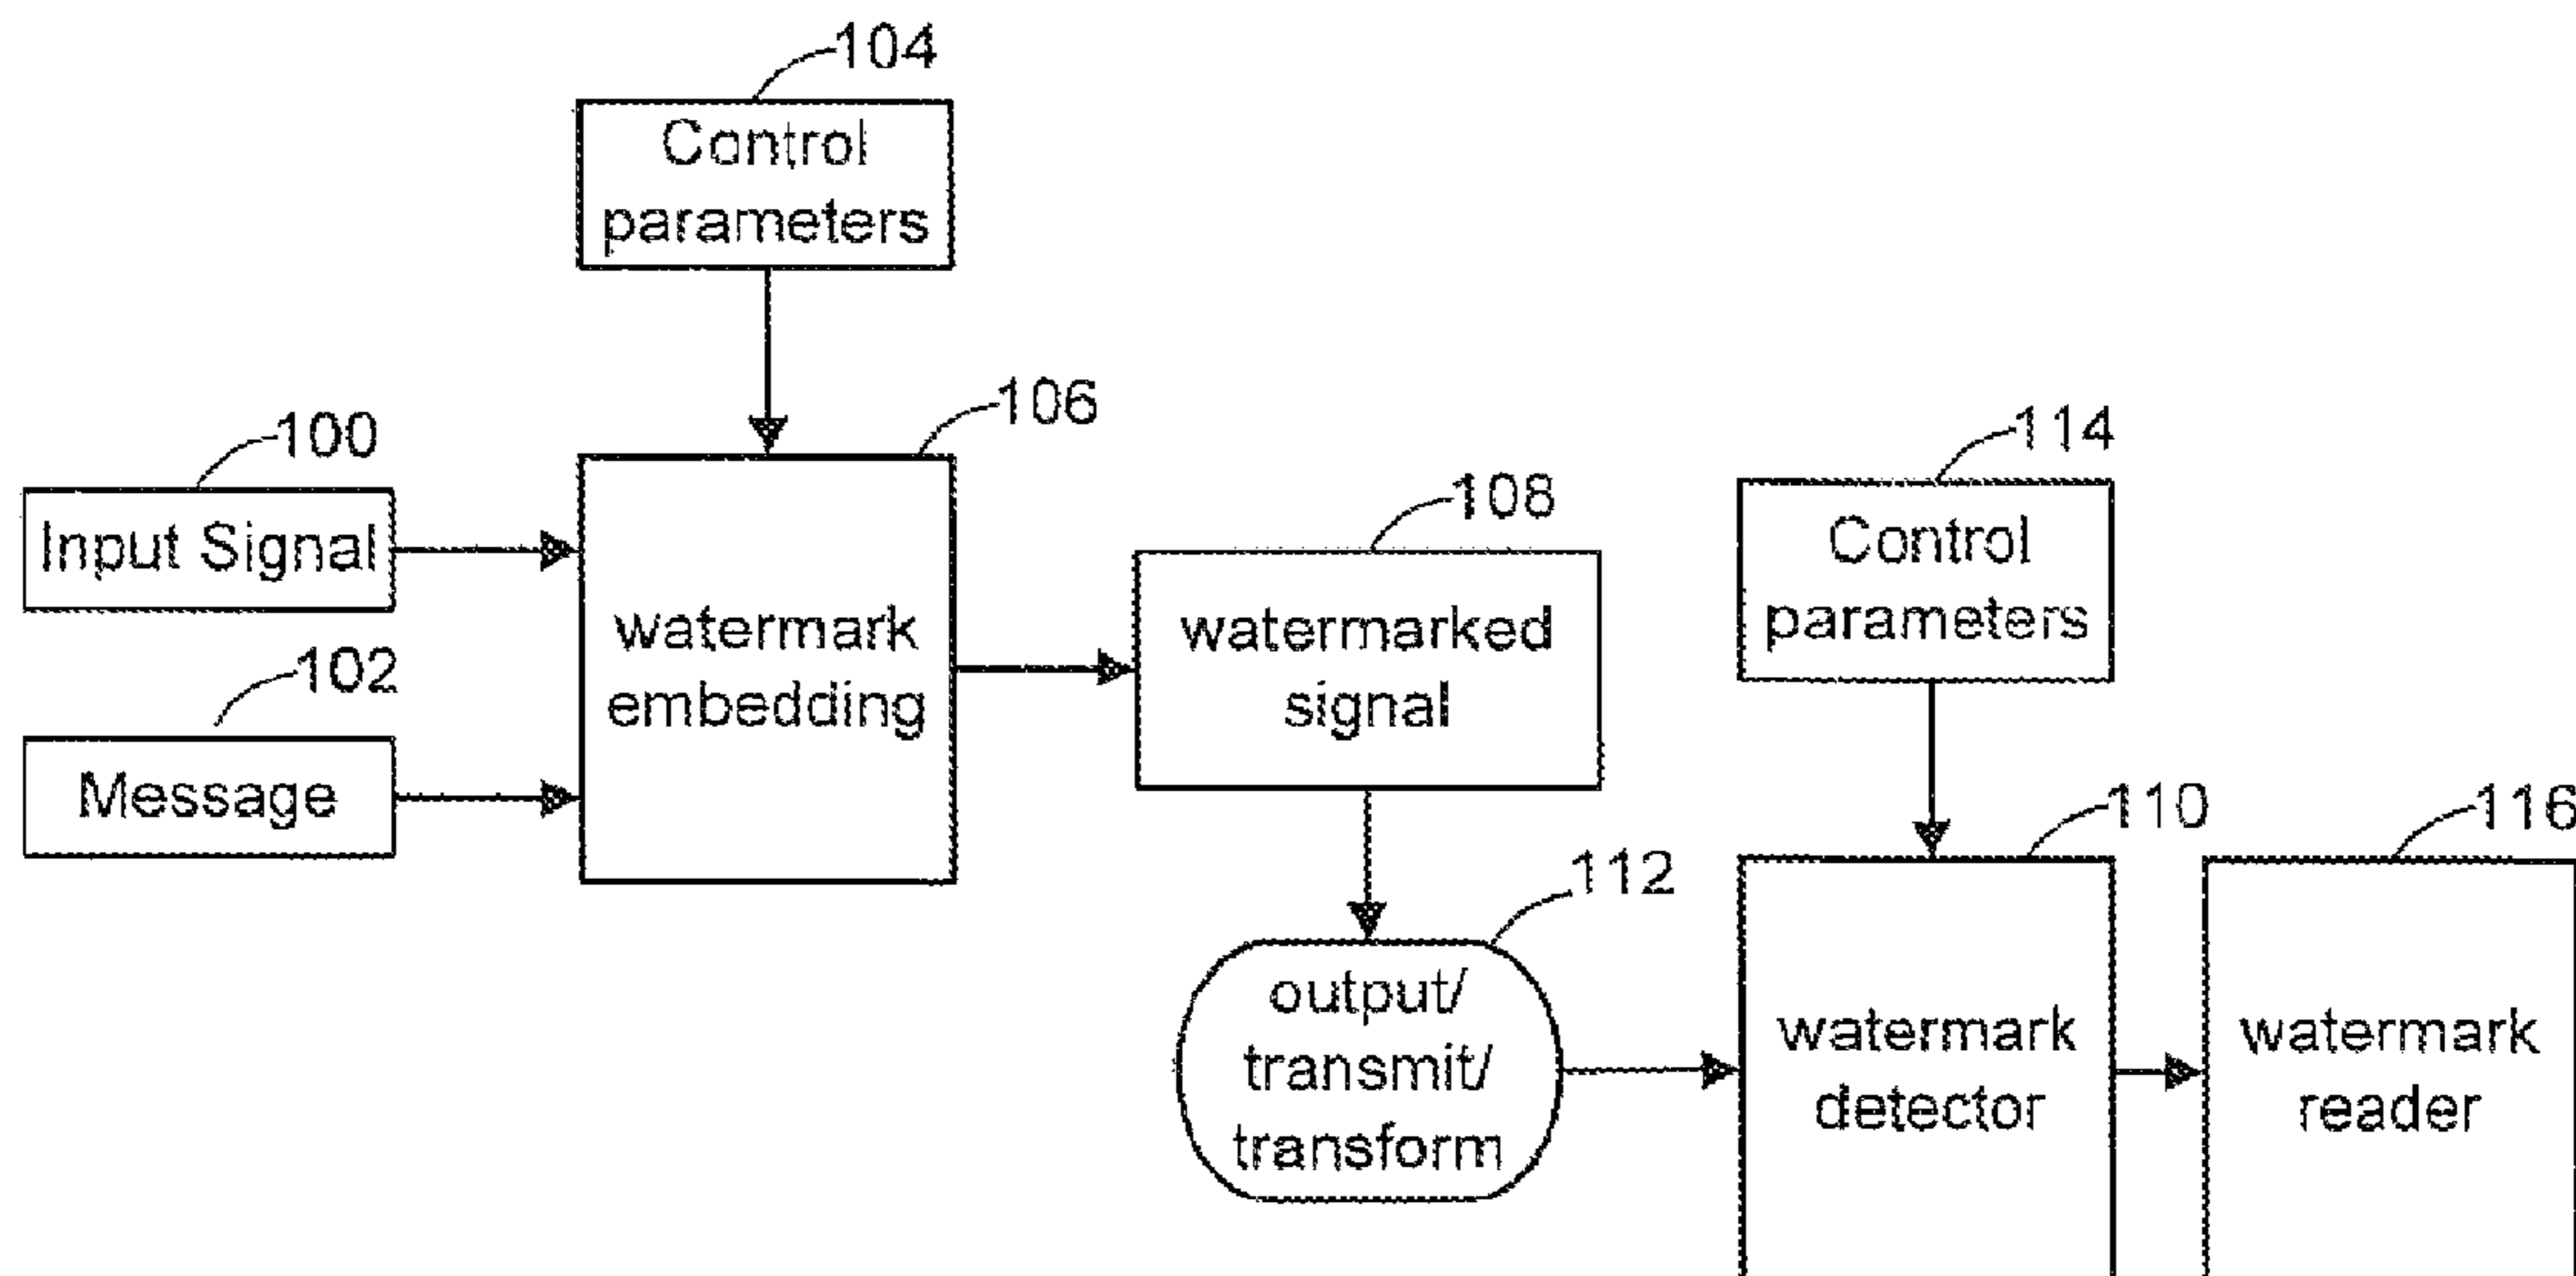 104
Control
parameters
106
100
Input Signal
102
Message
watermark
embedding
108
watermarked
signal
112
output/
transmit/
transform
114
Control
parameters
110
watermark
detector
116
watermark
reader